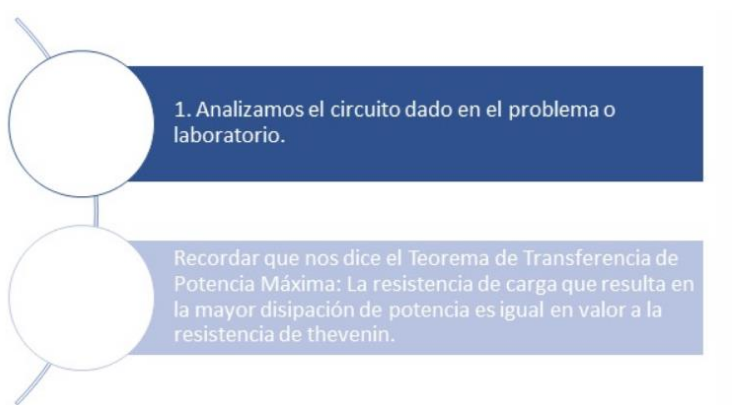 1. Analizamos el circuito dado en el problema o
laboratorio.
Recordar que nos dice el Teorema de Transferencia de
Potencia Máxima: La resistencia de carga que resulta en
la mayor disipación de potencia es igual en valor a la
resistencia de thevenin.